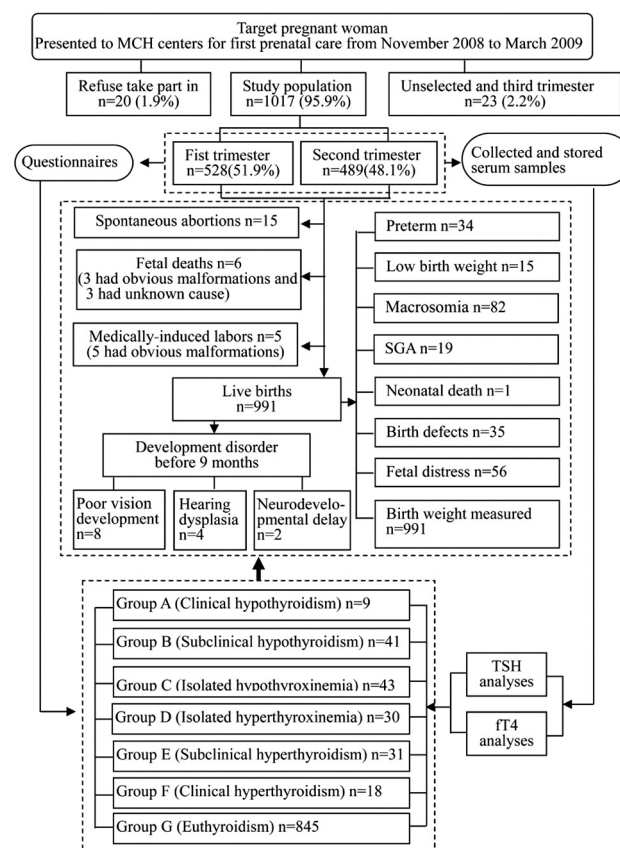 Target pregnant woman
Presented to MCH centers for first prenatal care from November 2008 to March 2009
Refuse take part in
n=20 (1.9%)
Study population
n=1017 (95.9%)
Unselected and third trimester
n=23 (2.2%)
Questionnaires
Fist trimester
n=528(51.9%)
Second trimester
n=489(48.1%)
Collected and stored
serum samples
Spontaneous abortions n=15
Fetal deaths n=6
(3 had obvious malformations and
3 had unknown cause)
Medically-induced labors n=5
(5 had obvious malformations)
Live births
n=991
Development disorder
before 9 months
Poor vision
development
n=8
Hearing
dysplasia
n=4
Neurodevelo-
pmental delay
n=2
Preterm n=34
Low birth weight n=15
Macrosomia n=82
SGA n=19
Neonatal death n=1
Birth defects n=35
Fetal distress n=56
Birth weight measured
n=991
Group A (Clinical hypothyroidism) n=9
Group B (Subclinical hypothyroidism) n=41
Group C (Isolated hypothyroxinemia) n=43
Group D (Isolated hyperthyroxinemia) n=30
Group E (Subclinical hyperthyroidism) n=31
Group F (Clinical hyperthyroidism) n=18
Group G (Euthyroidism) n=845
TSH
analyses
fT4
analyses